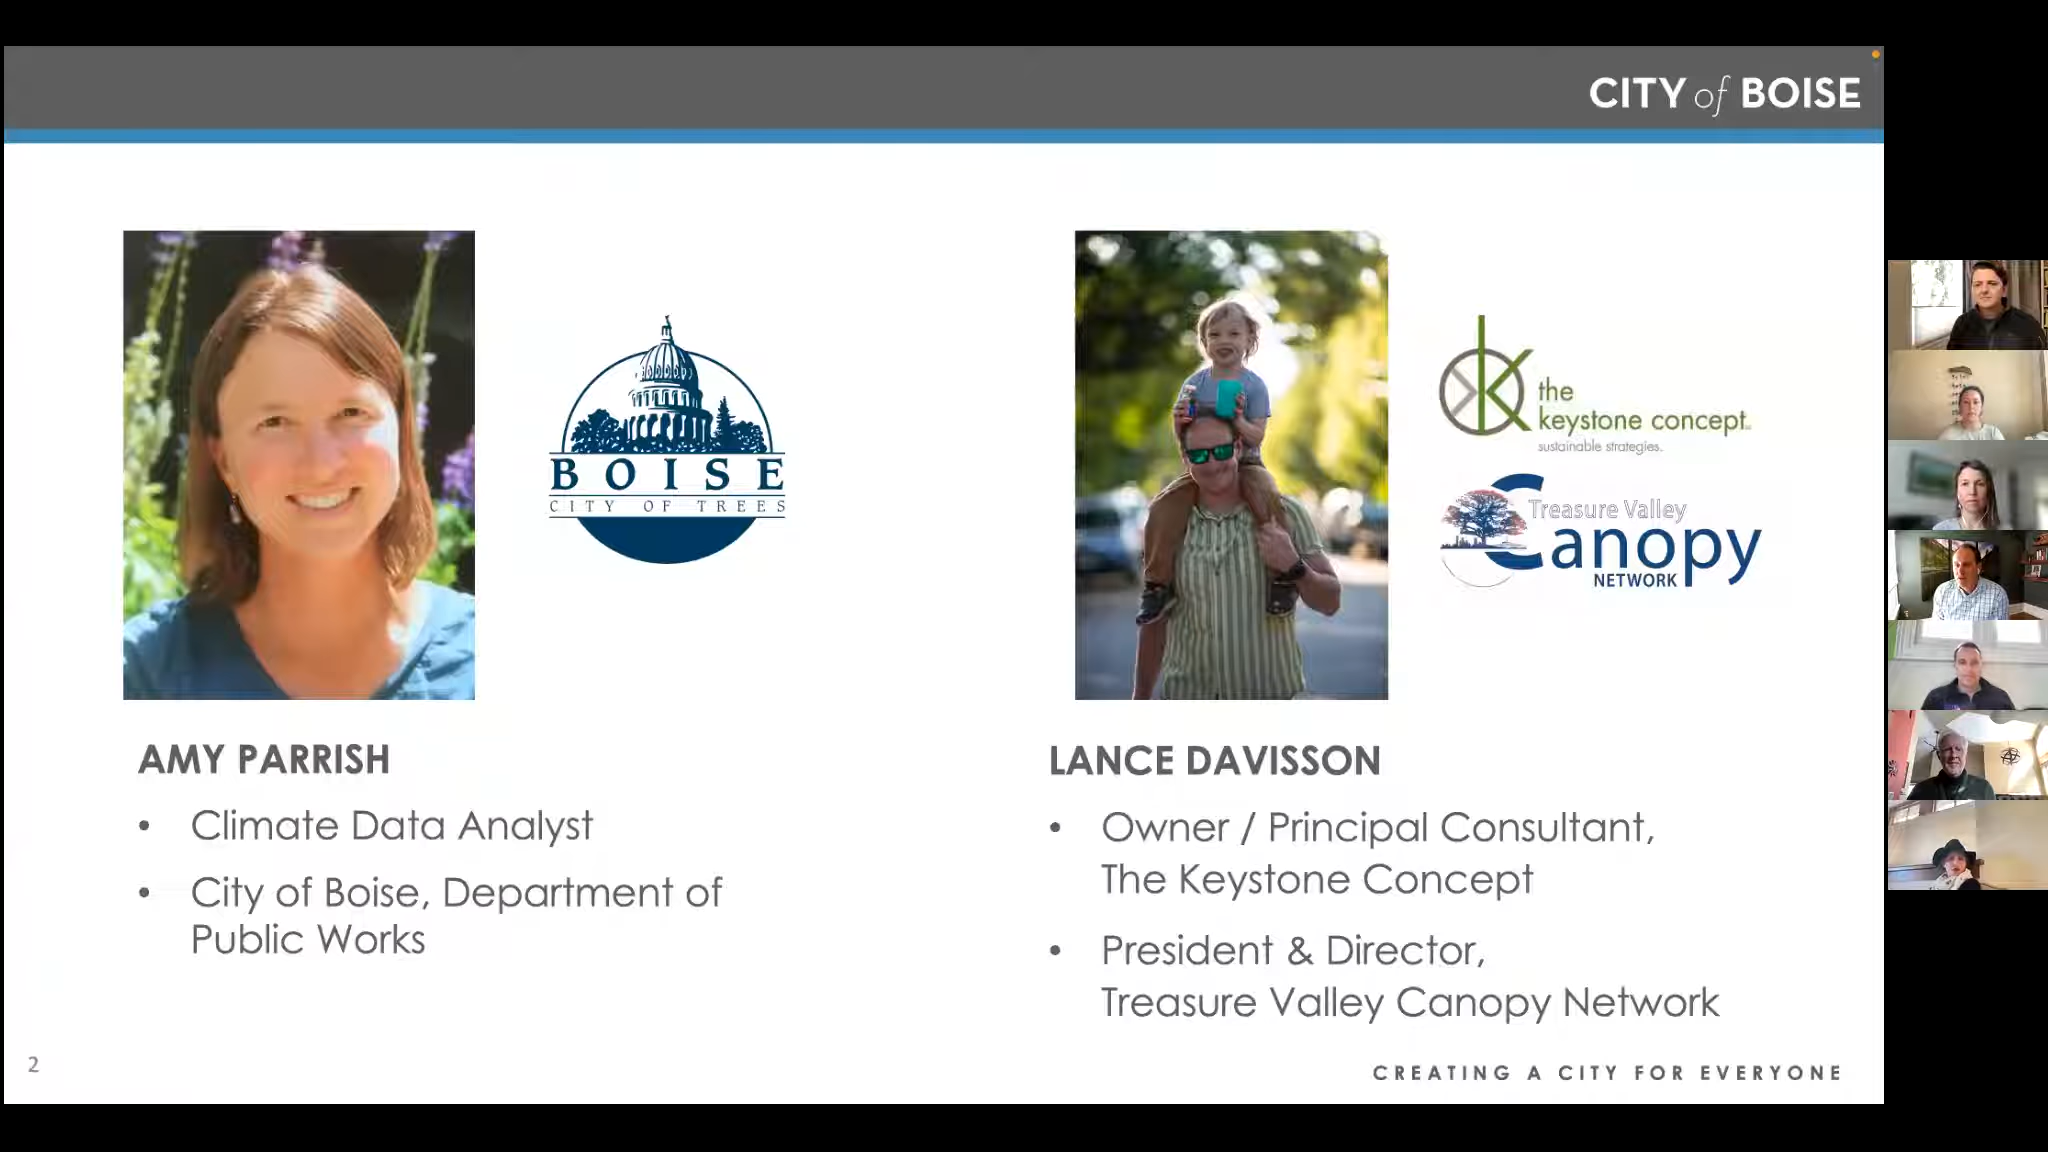 CITY of BOISE
BOISE
CITY OF TREES
the
keystone concept
sustainable strategies.
Treasure Valley
Canopy
NETWORK
AMY PARRISH
• Climate Data Analyst
• City of Boise, Department of
Public Works
LANCE DAVISSON
• Owner / Principal Consultant,
The Keystone Concept
• President & Director,
Treasure Valley Canopy Network
2
CREATING A CITY FOR EVERYONE